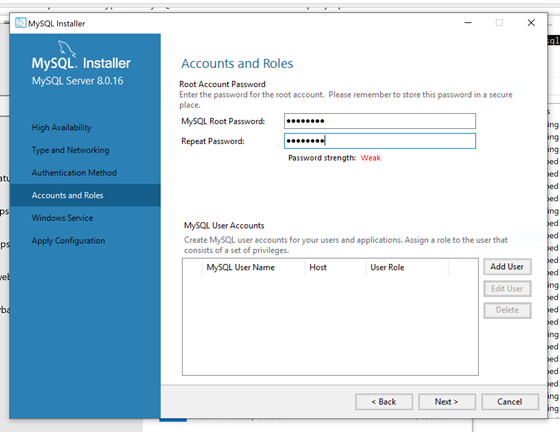 MySQL Installer
MySQL. Installer
MySQL Server 8.0.16
High Availability
Type and Networking
Authentication Method
Accounts and Roles
Windows Service
Apply Configuration
Accounts and Roles
Root Account Password
Enter the password for the root account. Please remember to store this password in a secure
place.
MySQL Root Password: ●●●●●●●●
Repeat Password: ●●●●●●●●
Password strength: Weak
MySQL User Accounts
Create MySQL user accounts for your users and applications. Assign a role to the user that
consists of a set of privileges.
MySQL User Name Host User Role
Add User
Edit User
Delete
< Back Next > Cancel